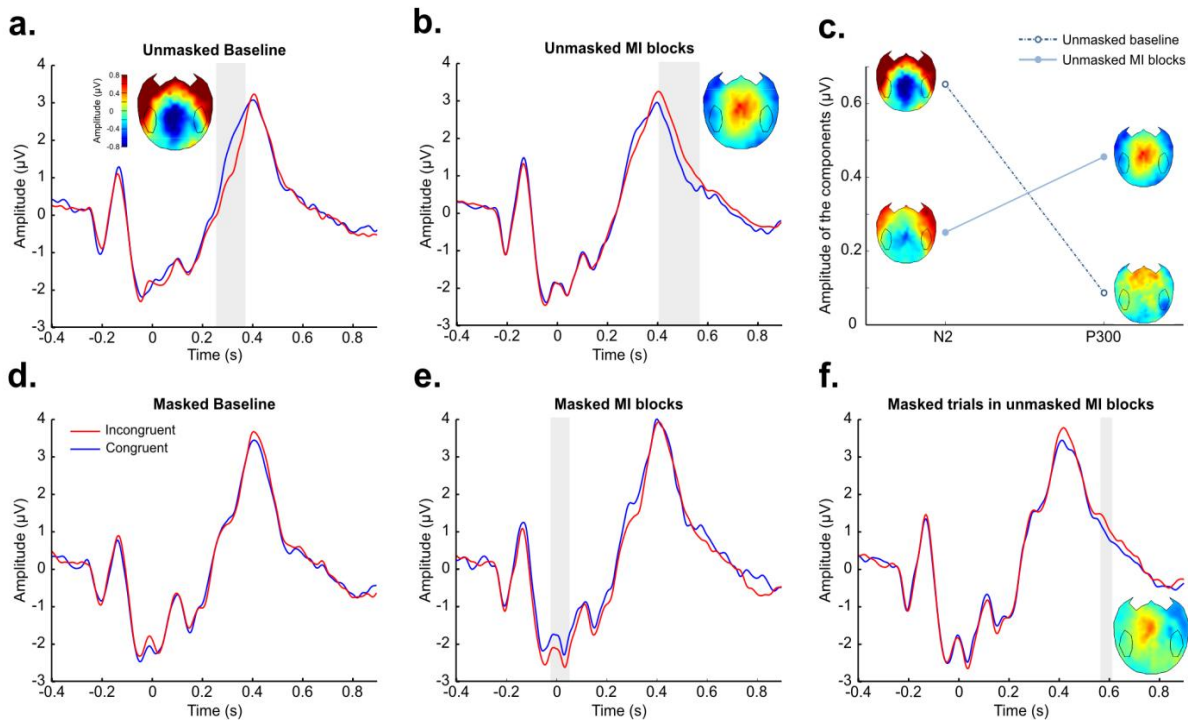 a.
Unmasked Baseline
4
3
2
1
0
-1
-2
-3
Amplitude (µV)
0.8
0.4
0
-0.4
-0.8
Amplitude (µV)
-0.4 -0.2 0 0.2 0.4 0.6 0.8
Time (s)
b.
Unmasked MI blocks
4
3
2
1
0
-1
-2
-3
Amplitude (µV)
-0.4 -0.2 0 0.2 0.4 0.6 0.8
Time (s)
c.
Unmasked baseline
Unmasked MI blocks
0.6
0.4
0.2
0
Amplitude of the components (µV)
N2 P300
d.
Masked Baseline
Incongruent
Congruent
4
3
2
1
0
-1
-2
-3
Amplitude (µV)
-0.4 -0.2 0 0.2 0.4 0.6 0.8
Time (s)
e.
Masked MI blocks
4
3
2
1
0
-1
-2
-3
Amplitude (µV)
-0.4 -0.2 0 0.2 0.4 0.6 0.8
Time (s)
f.
Masked trials in unmasked MI blocks
4
3
2
1
0
-1
-2
-3
Amplitude (µV)
-0.4 -0.2 0 0.2 0.4 0.6 0.8
Time (s)